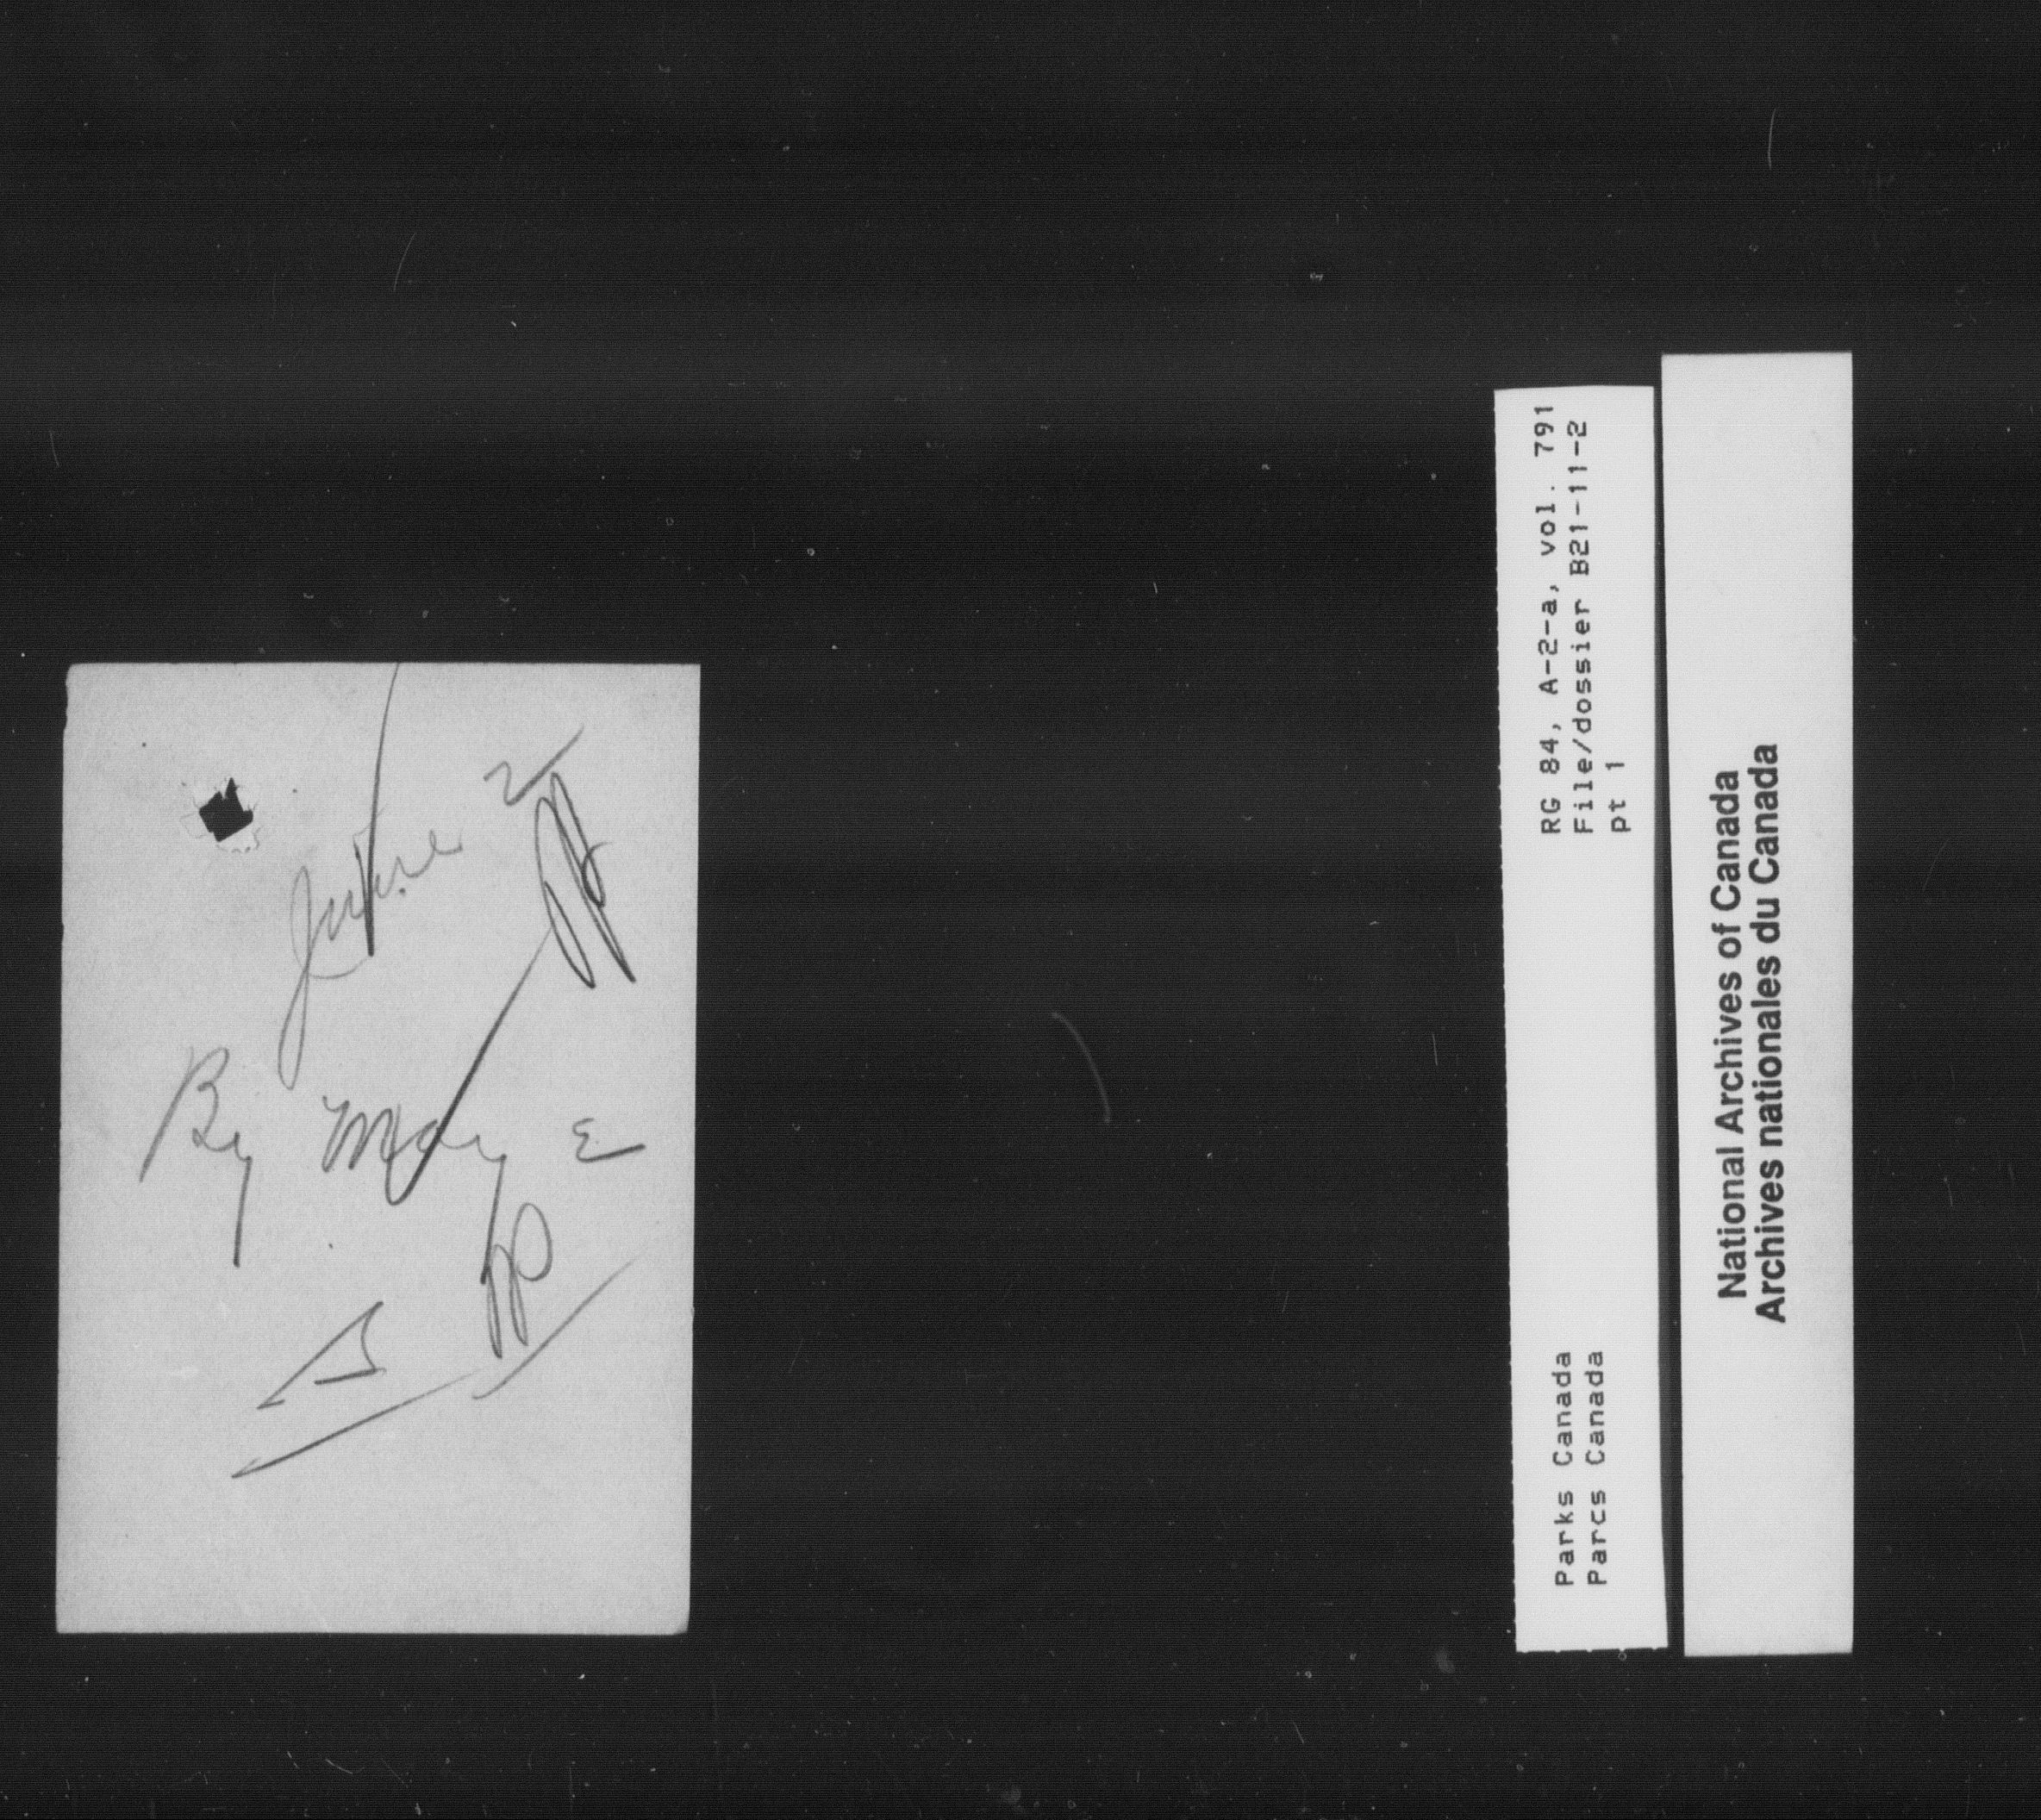 June 2
By May 2
Parks Canada
Parcs Canada
RG 84, A-2-a, vol. 791
File/dossier B21-11-2
pt 1
National Archives of Canada
Archives nationales du Canada